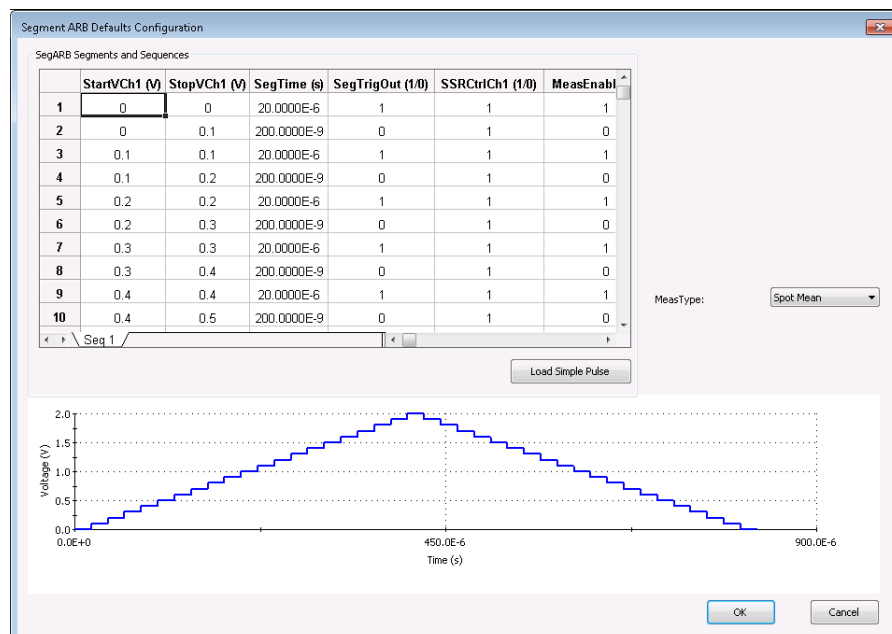 Segment ARB Defaults Configuration
SegARB Segments and Sequences
StartVCh1 (V) StopVCh1 (V) SegTime (s) SegTrigOut (1/0) SSRCtrlCh1 (1/0) MeasEnabl
1 0 0 20.0000E-6 1 1 1
2 0 0.1 200.0000E-9 0 1 0
3 0.1 0.1 20.0000E-6 1 1 1
4 0.1 0.2 200.0000E-9 0 1 0
5 0.2 0.2 20.0000E-6 1 1 1
6 0.2 0.3 200.0000E-9 0 1 0
7 0.3 0.3 20.0000E-6 1 1 1
8 0.3 0.4 200.0000E-9 0 1 0
9 0.4 0.4 20.0000E-6 1 1 1
10 0.4 0.5 200.0000E-9 0 1 0
MeasType: Spot Mean
Seq 1
Load Simple Pulse
2.0
1.5
1.0
0.5
0.0
Voltage (V)
0.0E+0 450.0E-6 900.0E-6
Time (s)
OK Cancel